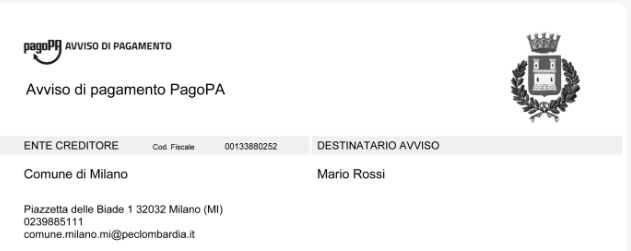 pagoPA AVVISO DI PAGAMENTO
Avviso di pagamento PagoPA
ENTE CREDITORE Cod. Fiscale 00133880252 DESTINATARIO AVVISO
Comune di Milano Mario Rossi
Piazzetta delle Biade 1 32032 Milano (MI)
0239885111
comune.milano.mi@peclombardia.it